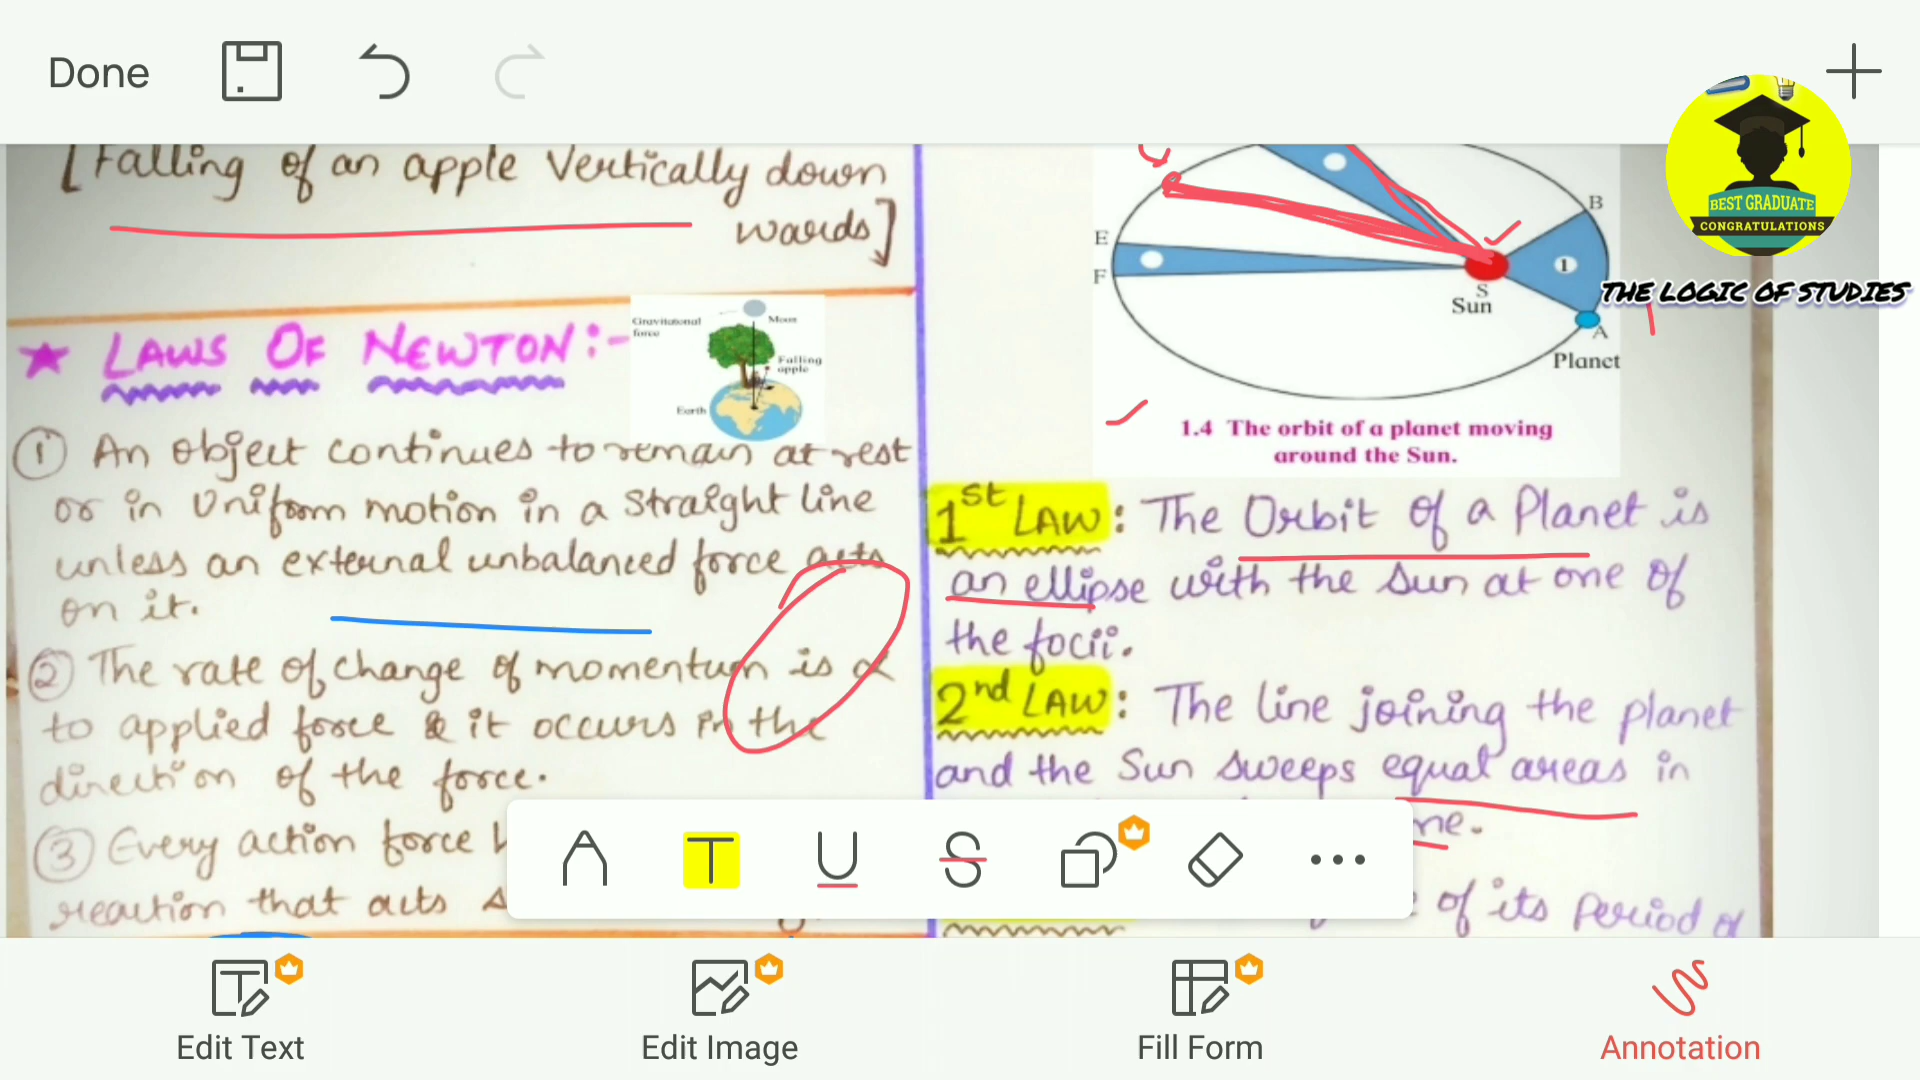 Done
[Falling of an apple Vertically down
wards]
★ LAWS OF NEWTON:-
Gravitational
force
Moon
Falling
apple
Earth
① An object continues to remain at rest
or in Uniform motion in a Straight line
unless an external unbalanced force acts
on it.
② The rate of change of momentum is α
to applied force & it occurs in the
direction of the force.
③ Every action force
reaction that acts
B
E
F
1
S
Sun
A
Planet
1.4 The orbit of a planet moving
around the Sun.
1st LAW: The Orbit of a Planet is
an ellipse with the Sun at one of
the focii.
2nd LAW: The line joining the planet
and the Sun sweeps equal areas in
of its Period of
BEST GRADUATE
CONGRATULATIONS
THE LOGIC OF STUDIES
Edit Text
Edit Image
Fill Form
Annotation